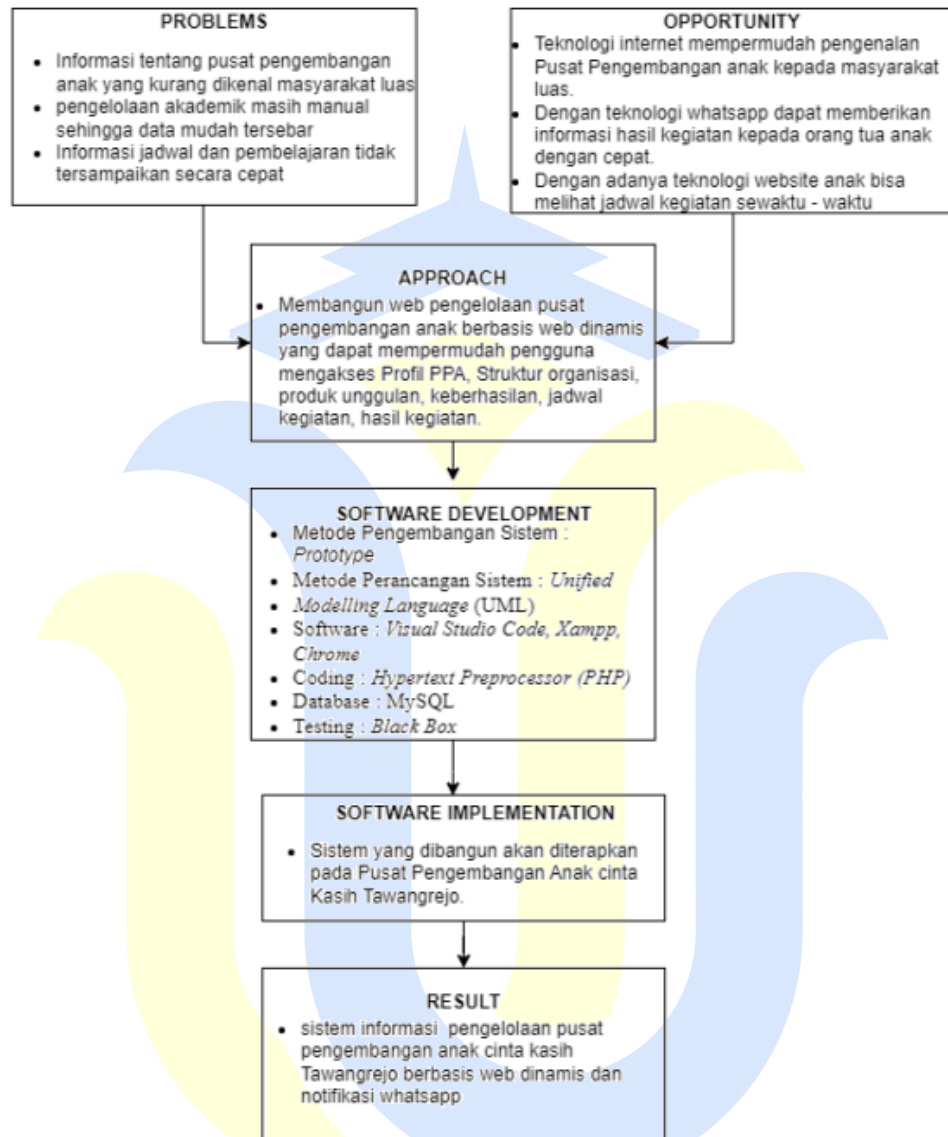 PROBLEMS
• Informasi tentang pusat pengembangan
anak yang kurang dikenal masyarakat luas
• pengelolaan akademik masih manual
sehingga data mudah tersebar
• Informasi jadwal dan pembelajaran tidak
tersampaikan secara cepat
OPPORTUNITY
• Teknologi internet mempermudah pengenalan
Pusat Pengembangan anak kepada masyarakat
luas.
• Dengan teknologi whatsapp dapat memberikan
informasi hasil kegiatan kepada orang tua anak
dengan cepat.
• Dengan adanya teknologi website anak bisa
melihat jadwal kegiatan sewaktu - waktu
APPROACH
• Membangun web pengelolaan pusat
pengembangan anak berbasis web dinamis
yang dapat mempermudah pengguna
mengakses Profil PPA, Struktur organisasi,
produk unggulan, keberhasilan, jadwal
kegiatan, hasil kegiatan.
SOFTWARE DEVELOPMENT
• Metode Pengembangan Sistem :
Prototype
• Metode Perancangan Sistem : Unified
• Modelling Language (UML)
• Software : Visual Studio Code, Xampp,
Chrome
• Coding : Hypertext Preprocessor (PHP)
• Database : MySQL
• Testing : Black Box
SOFTWARE IMPLEMENTATION
• Sistem yang dibangun akan diterapkan
pada Pusat Pengembangan Anak cinta
Kasih Tawangrejo.
RESULT
• sistem informasi pengelolaan pusat
pengembangan anak cinta kasih
Tawangrejo berbasis web dinamis dan
notifikasi whatsapp